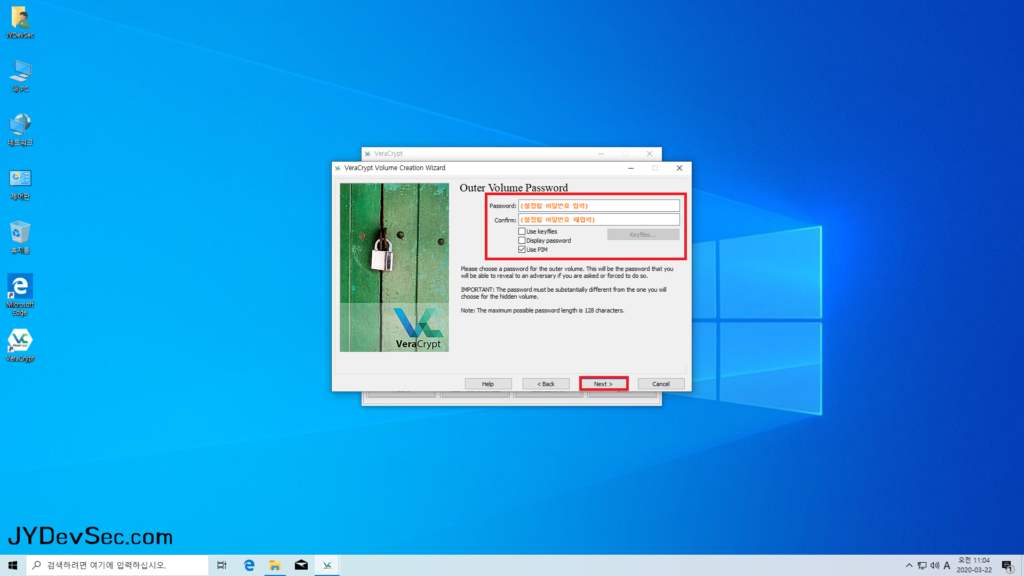 JYDevSec
내 PC
네트워크
제어판
휴지통
Microsoft
Edge
VeraCrypt
VeraCrypt
VeraCrypt Volume Creation Wizard
Outer Volume Password
Password: (설정할 비밀번호 입력)
Confirm: (설정할 비밀번호 재입력)
Use keyfiles
Keyfiles...
Display password
Use PIM
Please choose a password for the outer volume. This will be the password that you
will be able to reveal to an adversary if you are asked or forced to do so.
IMPORTANT: The password must be substantially different from the one you will
choose for the hidden volume.
Note: The maximum possible password length is 128 characters.
VeraCrypt
Help
< Back
Next >
Cancel
JYDevSec.com
검색하려면 여기에 입력하십시오.
A
오전 11:04
2020-03-22
1